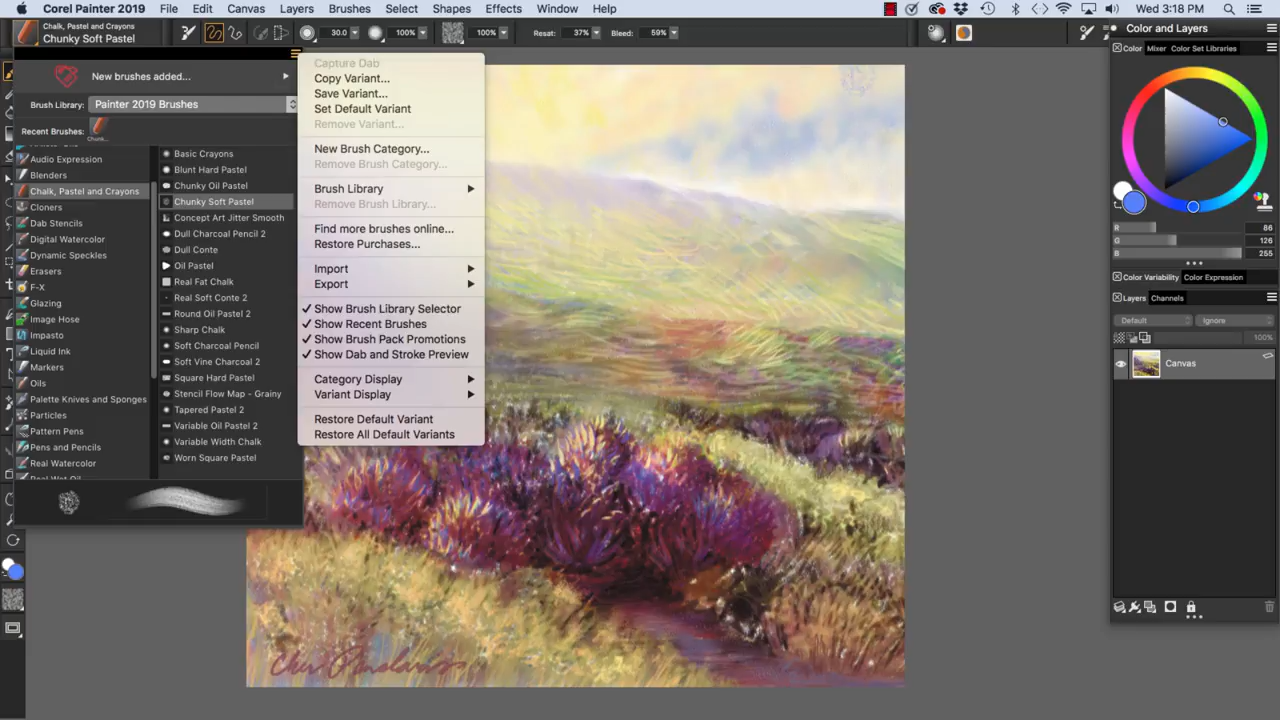 Corel Painter 2019 File Edit Canvas Layers Brushes Select Shapes Effects Window Help Wed 3:18 PM
Chalk, Pastel and Crayons
Chunky Soft Pastel
30.0 100% 100% Resat: 37% Bleed: 59%
New brushes added...
Brush Library: Painter 2019 Brushes
Recent Brushes:
Audio Expression
Blenders
Chalk, Pastel and Crayons
Cloners
Dab Stencils
Digital Watercolor
Dynamic Speckles
Erasers
F-X
Glazing
Image Hose
Impasto
Liquid Ink
Markers
Oils
Palette Knives and Sponges
Particles
Pattern Pens
Pens and Pencils
Real Watercolor
Real Wet Oil
Basic Crayons
Blunt Hard Pastel
Chunky Oil Pastel
Chunky Soft Pastel
Concept Art Jitter Smooth
Dull Charcoal Pencil 2
Dull Conte
Oil Pastel
Real Fat Chalk
Real Soft Conte 2
Round Oil Pastel 2
Sharp Chalk
Soft Charcoal Pencil
Soft Vine Charcoal 2
Square Hard Pastel
Stencil Flow Map - Grainy
Tapered Pastel 2
Variable Oil Pastel 2
Variable Width Chalk
Worn Square Pastel
Capture Dab
Copy Variant...
Save Variant...
Set Default Variant
Remove Variant...
New Brush Category...
Remove Brush Category...
Brush Library
Remove Brush Library...
Find more brushes online...
Restore Purchases...
Import
Export
Show Brush Library Selector
Show Recent Brushes
Show Brush Pack Promotions
Show Dab and Stroke Preview
Category Display
Variant Display
Restore Default Variant
Restore All Default Variants
Color and Layers
Color Mixer Color Set Libraries
R 86
G 126
B 255
Color Variability Color Expression
Layers Channels
Default Ignore
100%
Canvas